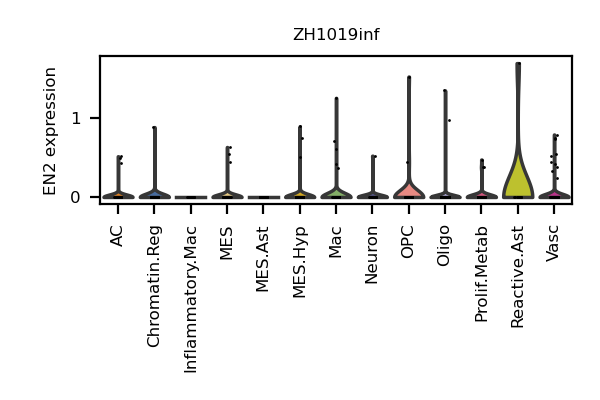 ZH1019inf
EN2 expression
1
0
AC
Chromatin.Reg
Inflammatory.Mac
MES
MES.Ast
MES.Hyp
Mac
Neuron
OPC
Oligo
Prolif.Metab
Reactive.Ast
Vasc